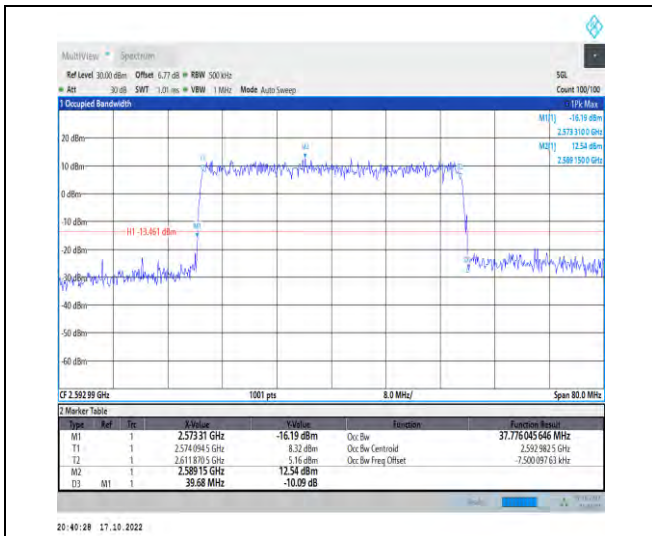 MultiView Spectrum
Ref Level 30.00 dBm Offset 6.77 dB RBW 500 kHz SGL
Att 30 dB SWT 1.01 ms VBW 1 MHz Mode Auto Sweep Count 100/100
1 Occupied Bandwidth 1Pk Max
M1[1] -16.19 dBm
2.573 310 0 GHz
M2[1] 12.54 dBm
2.589 150 0 GHz
20 dBm
10 dBm
0 dBm
-10 dBm
H1 -13.461 dBm
-20 dBm
-30 dBm
-40 dBm
-50 dBm
-60 dBm
T1
M2
M1
CF 2.592 99 GHz 1001 pts 8.0 MHz/ Span 80.0 MHz
2 Marker Table
Type Ref Trc X-Value Y-Value Function Function Result
M1 1 2.573 31 GHz -16.19 dBm Occ Bw 37.776 045 646 MHz
T1 1 2.574 094 5 GHz 8.32 dBm Occ Bw Centroid 2.592 982 5 GHz
T2 1 2.611 870 5 GHz 5.16 dBm Occ Bw Freq Offset -7.500 097 63 kHz
M2 1 2.589 15 GHz 12.54 dBm
D3 M1 1 39.68 MHz -10.09 dB
20:40:28 17.10.2022